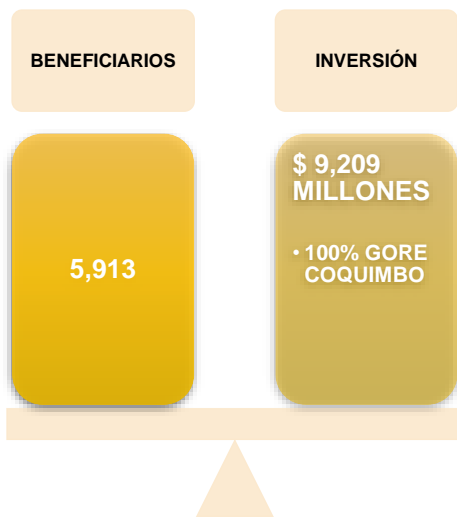 BENEFICIARIOS
INVERSIÓN
5,913
$ 9,209
MILLONES
• 100% GORE
COQUIMBO